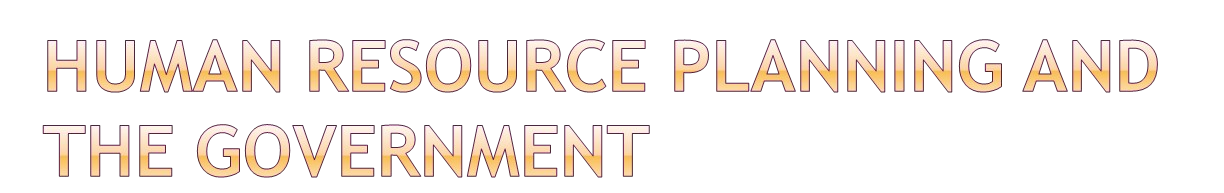 HUMAN RESOURCE PLANNING AND
THE GOVERNMENT